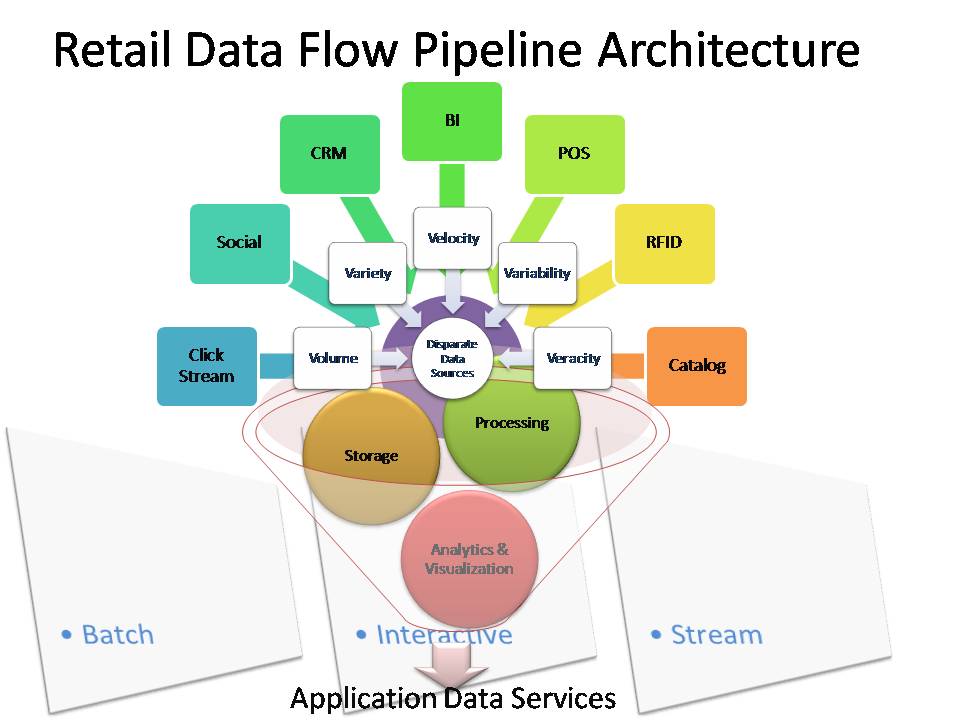 Retail Data Flow Pipeline Architecture
BI
CRM
POS
Social
Velocity
RFID
Variety
Variability
Click
Stream
Volume
Disparate
Data
Sources
Veracity
Catalog
Processing
Storage
Analytics &
Visualization
• Batch
• Interactive
• Stream
Application Data Services